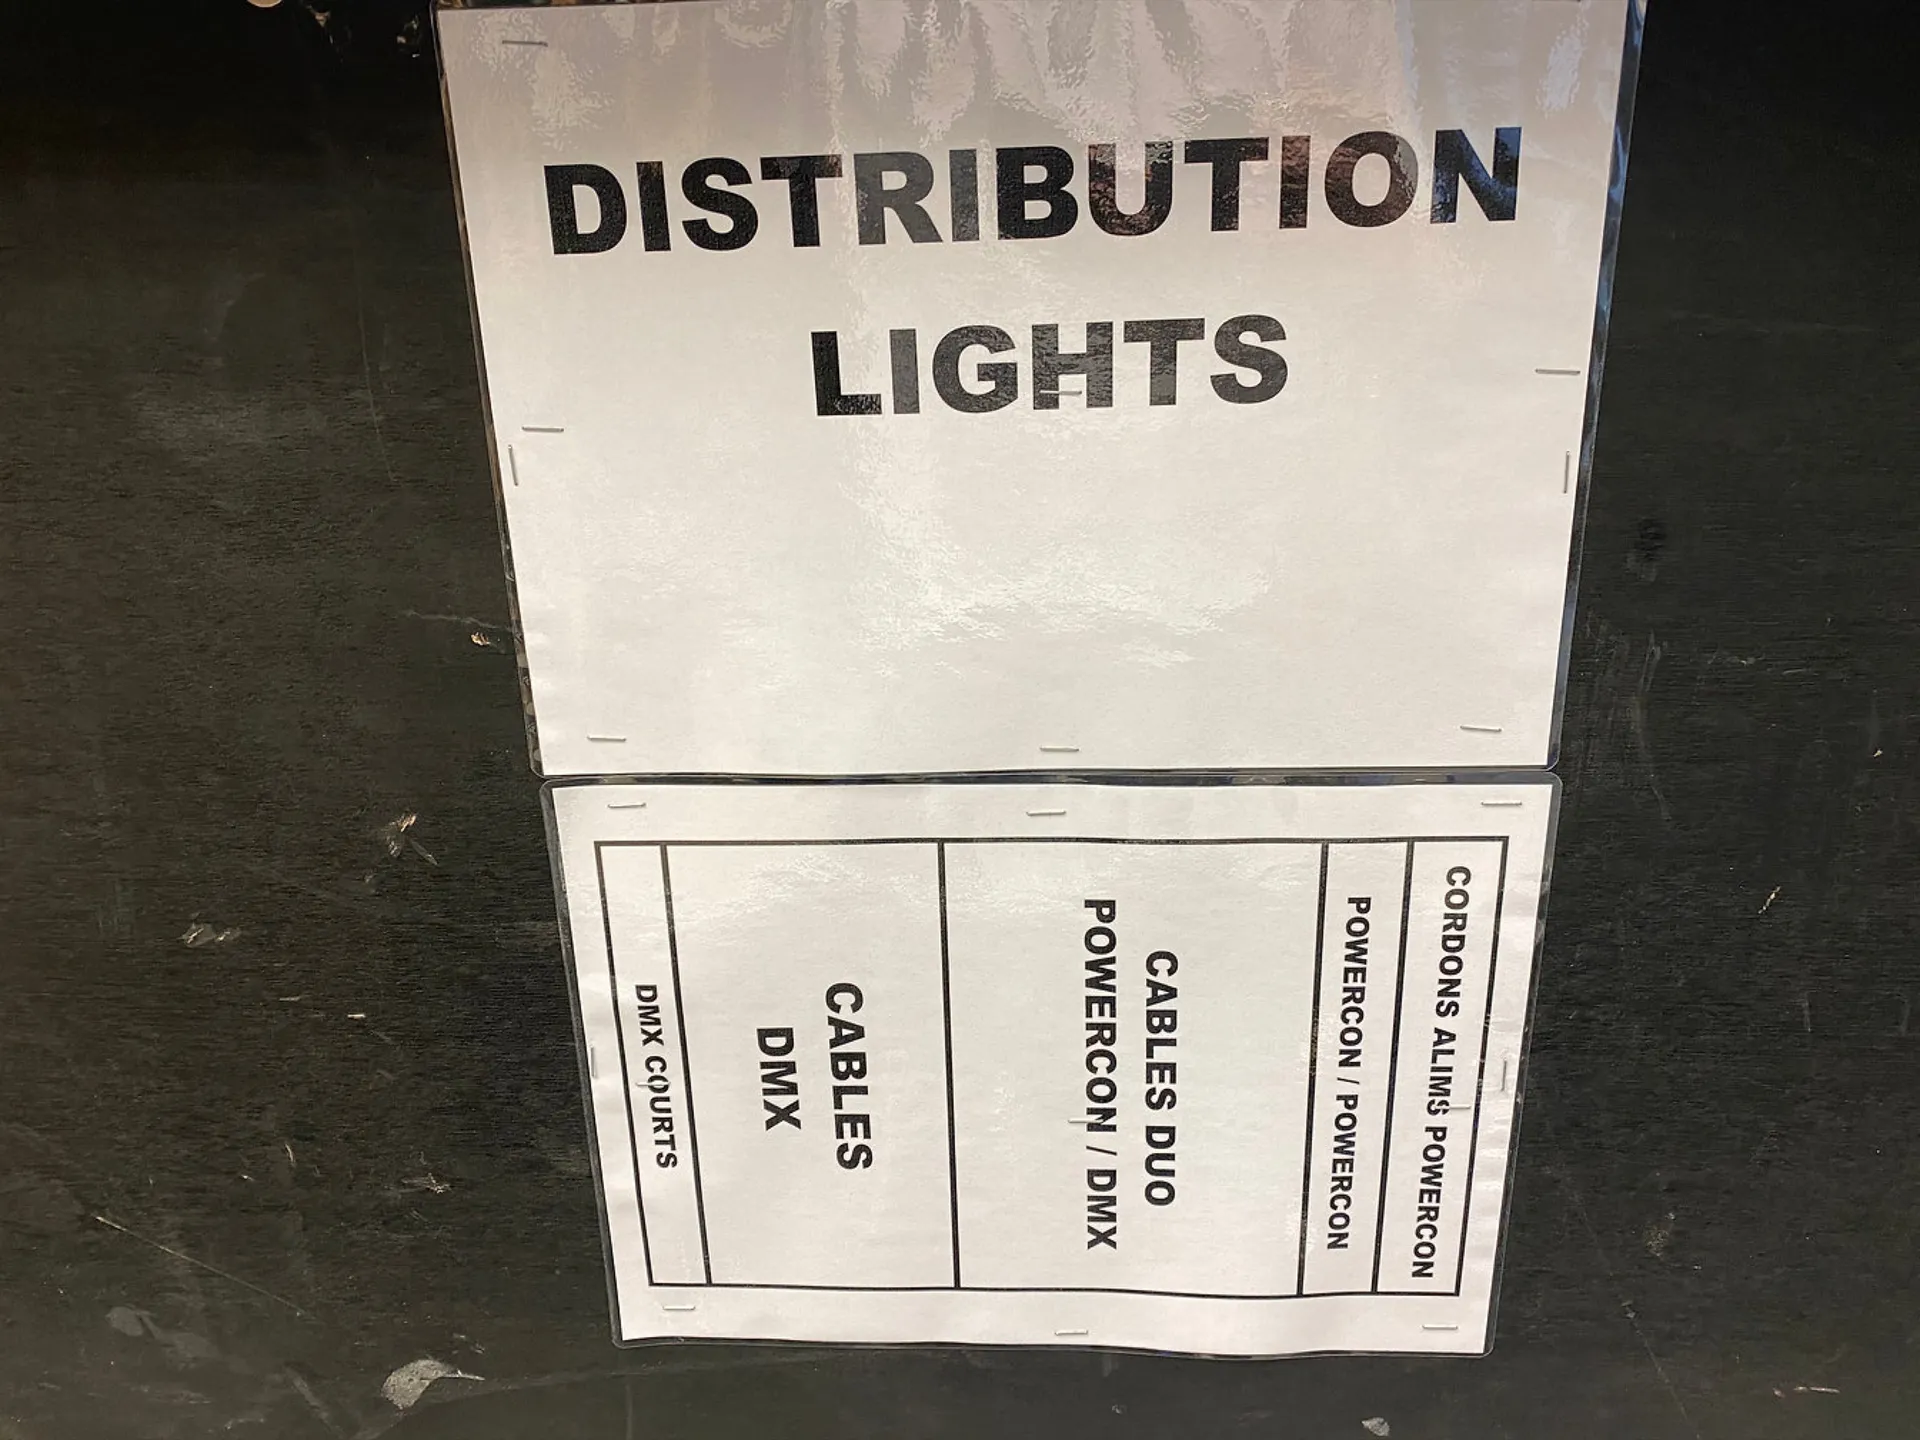 DISTRIBUTION
LIGHTS
CORDONS ALIMS POWERCON
POWERCON / POWERCON
CABLES DUO
POWERCON / DMX
CABLES
DMX
DMX COURTS